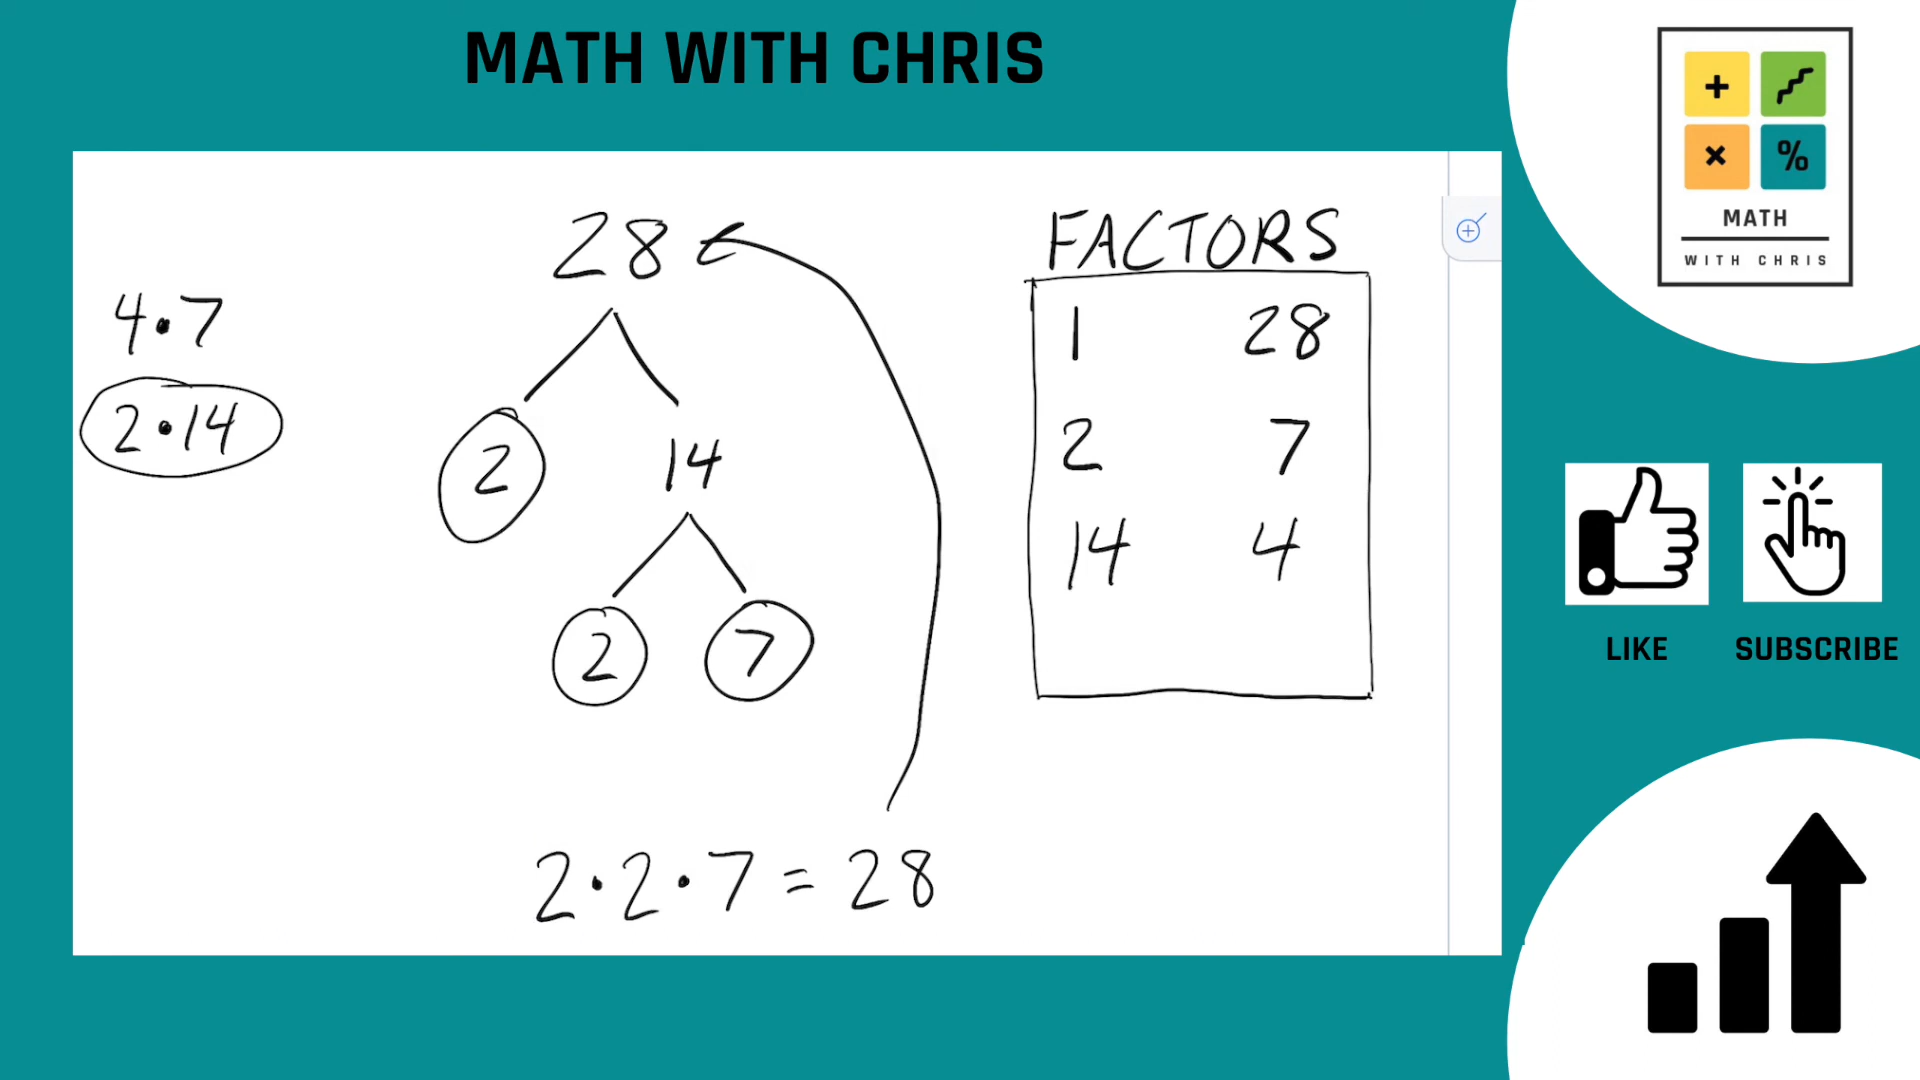 MATH WITH CHRIS
28
4·7
2·14
2 14
2 7
2·2·7=28
FACTORS
1 28
2 7
14 4
+
×
%
MATH
WITH CHRIS
LIKE
SUBSCRIBE